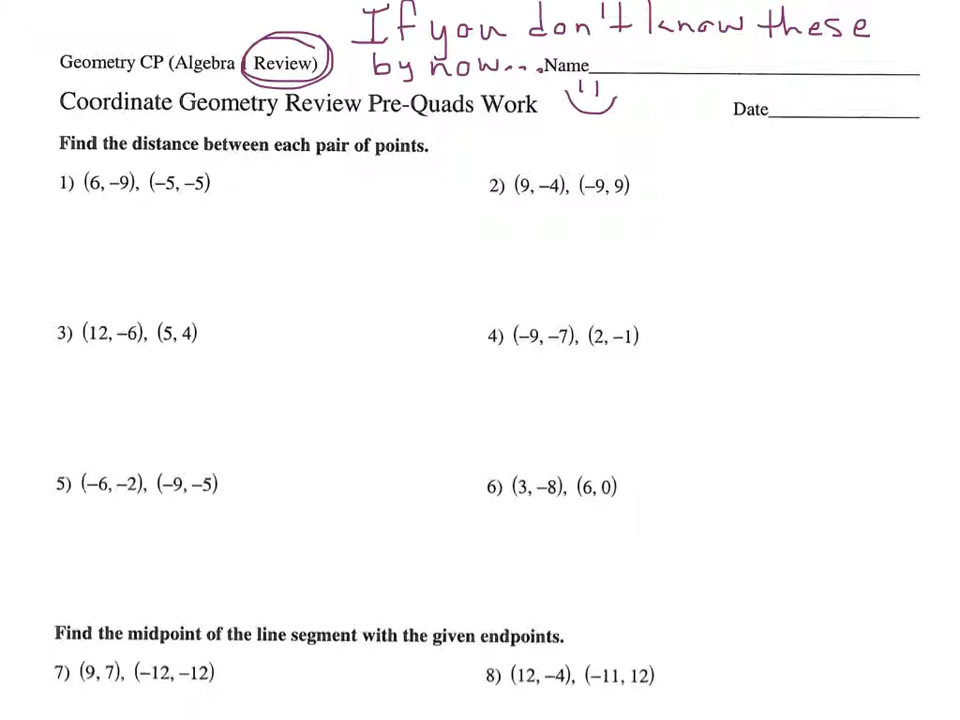 If you don't know these
Geometry CP (Algebra Review) by now... Name
Coordinate Geometry Review Pre-Quads Work Date
Find the distance between each pair of points.
1) (6, −9), (−5, −5) 2) (9, −4), (−9, 9)
3) (12, −6), (5, 4) 4) (−9, −7), (2, −1)
5) (−6, −2), (−9, −5) 6) (3, −8), (6, 0)
Find the midpoint of the line segment with the given endpoints.
7) (9, 7), (−12, −12) 8) (12, −4), (−11, 12)